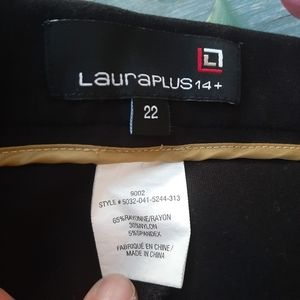 LauraPLUS14+
22
9002
STYLE #5032-041-5244-313
65%RAYONNE/RAYON
30%NYLON
5%SPANDEX
FABRIQUÉ EN CHINE/
MADE IN CHINA